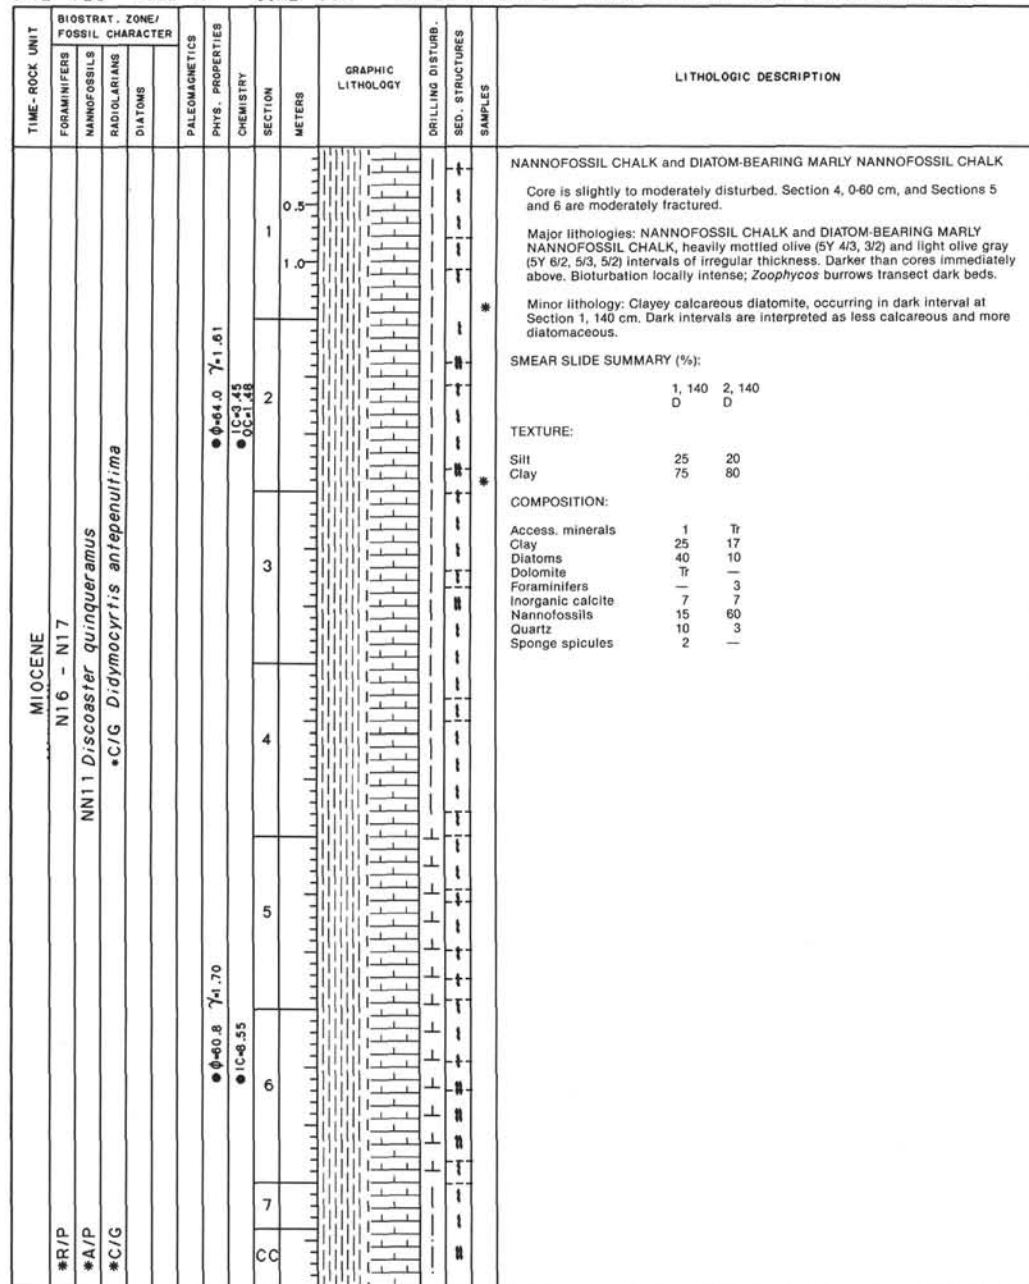 TIME-ROCK UNIT
BIOSTRAT. ZONE/
FOSSIL CHARACTER
FORAMINIFERS
NANNOFOSSILS
RADIOLARIANS
DIATOMS
PALEOMAGNETICS
PHYS. PROPERTIES
CHEMISTRY
SECTION
METERS
GRAPHIC
LITHOLOGY
DRILLING DISTURB.
SED. STRUCTURES
SAMPLES
LITHOLOGIC DESCRIPTION
MIOCENE
N16 - N17
NN11 Discoaster quinqueramus
*C/G Didymocyrtis antepenultima
*R/P
*A/P
*C/G
●Φ=64.0 γ=1.61
●IC=3.45
OC=1.48
●Φ=60.8 γ=1.70
●IC=8.55
0.5
1
1.0
2
3
4
5
6
7
CC
*
*
NANNOFOSSIL CHALK and DIATOM-BEARING MARLY NANNOFOSSIL CHALK
Core is slightly to moderately disturbed. Section 4, 0-60 cm, and Sections 5
and 6 are moderately fractured.
Major lithologies: NANNOFOSSIL CHALK and DIATOM-BEARING MARLY
NANNOFOSSIL CHALK, heavily mottled olive (5Y 4/3, 3/2) and light olive gray
(5Y 6/2, 5/3, 5/2) intervals of irregular thickness. Darker than cores immediately
above. Bioturbation locally intense; Zoophycos burrows transect dark beds.
Minor lithology: Clayey calcareous diatomite, occurring in dark interval at
Section 1, 140 cm. Dark intervals are interpreted as less calcareous and more
diatomaceous.
SMEAR SLIDE SUMMARY (%):
1, 140 2, 140
D D
TEXTURE:
Silt 25 20
Clay 75 80
COMPOSITION:
Access. minerals 1 Tr
Clay 25 17
Diatoms 40 10
Dolomite Tr —
Foraminifers — 3
Inorganic calcite 7 7
Nannofossils 15 60
Quartz 10 3
Sponge spicules 2 —